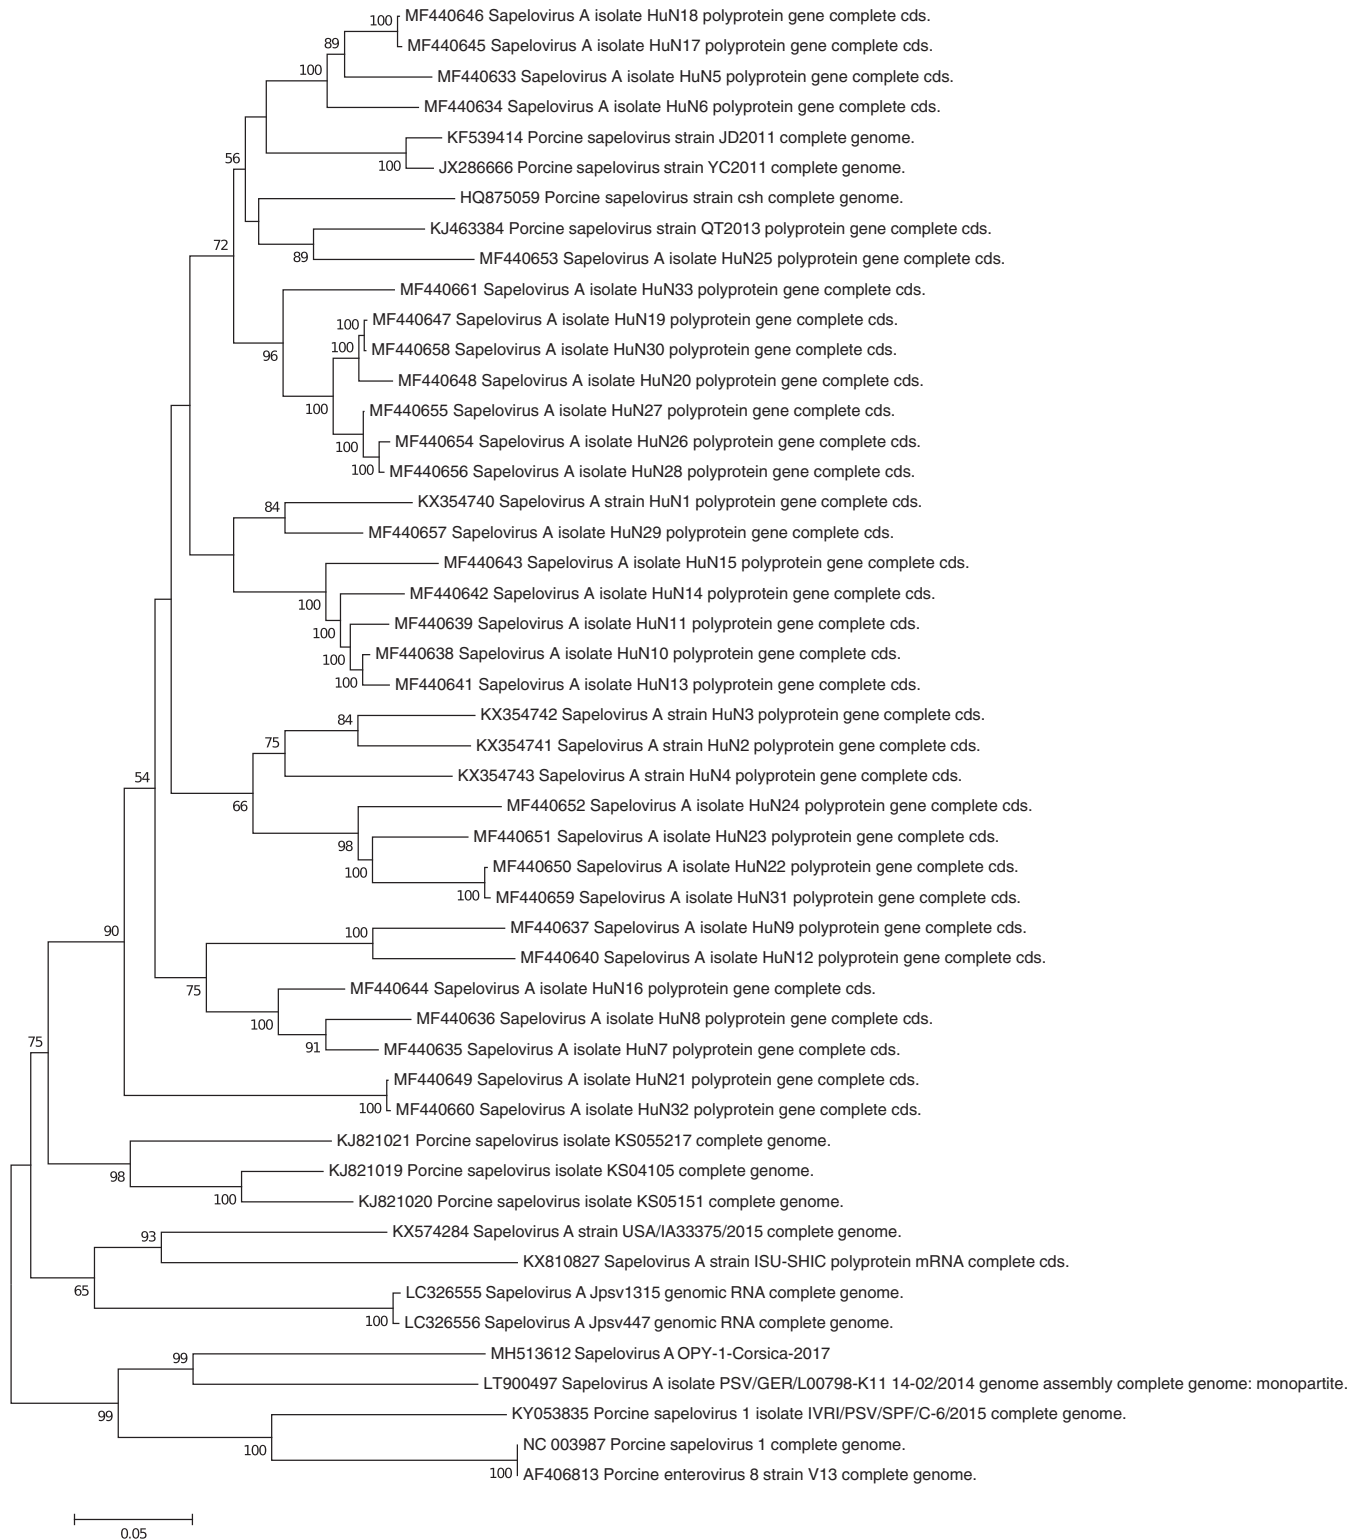 100 MF440646 Sapelovirus A isolate HuN18 polyprotein gene complete cds.
89 MF440645 Sapelovirus A isolate HuN17 polyprotein gene complete cds.
100 MF440633 Sapelovirus A isolate HuN5 polyprotein gene complete cds.
MF440634 Sapelovirus A isolate HuN6 polyprotein gene complete cds.
KF539414 Porcine sapelovirus strain JD2011 complete genome.
56 100 JX286666 Porcine sapelovirus strain YC2011 complete genome.
HQ875059 Porcine sapelovirus strain csh complete genome.
KJ463384 Porcine sapelovirus strain QT2013 polyprotein gene complete cds.
72 89 MF440653 Sapelovirus A isolate HuN25 polyprotein gene complete cds.
MF440661 Sapelovirus A isolate HuN33 polyprotein gene complete cds.
100 MF440647 Sapelovirus A isolate HuN19 polyprotein gene complete cds.
96 100 MF440658 Sapelovirus A isolate HuN30 polyprotein gene complete cds.
MF440648 Sapelovirus A isolate HuN20 polyprotein gene complete cds.
100 MF440655 Sapelovirus A isolate HuN27 polyprotein gene complete cds.
100 MF440654 Sapelovirus A isolate HuN26 polyprotein gene complete cds.
100 MF440656 Sapelovirus A isolate HuN28 polyprotein gene complete cds.
84 KX354740 Sapelovirus A strain HuN1 polyprotein gene complete cds.
MF440657 Sapelovirus A isolate HuN29 polyprotein gene complete cds.
MF440643 Sapelovirus A isolate HuN15 polyprotein gene complete cds.
100 MF440642 Sapelovirus A isolate HuN14 polyprotein gene complete cds.
100 MF440639 Sapelovirus A isolate HuN11 polyprotein gene complete cds.
100 MF440638 Sapelovirus A isolate HuN10 polyprotein gene complete cds.
100 MF440641 Sapelovirus A isolate HuN13 polyprotein gene complete cds.
84 KX354742 Sapelovirus A strain HuN3 polyprotein gene complete cds.
75 KX354741 Sapelovirus A strain HuN2 polyprotein gene complete cds.
54 KX354743 Sapelovirus A strain HuN4 polyprotein gene complete cds.
66 MF440652 Sapelovirus A isolate HuN24 polyprotein gene complete cds.
98 MF440651 Sapelovirus A isolate HuN23 polyprotein gene complete cds.
100 MF440650 Sapelovirus A isolate HuN22 polyprotein gene complete cds.
100 MF440659 Sapelovirus A isolate HuN31 polyprotein gene complete cds.
90 100 MF440637 Sapelovirus A isolate HuN9 polyprotein gene complete cds.
MF440640 Sapelovirus A isolate HuN12 polyprotein gene complete cds.
75 MF440644 Sapelovirus A isolate HuN16 polyprotein gene complete cds.
100 MF440636 Sapelovirus A isolate HuN8 polyprotein gene complete cds.
75 91 MF440635 Sapelovirus A isolate HuN7 polyprotein gene complete cds.
MF440649 Sapelovirus A isolate HuN21 polyprotein gene complete cds.
100 MF440660 Sapelovirus A isolate HuN32 polyprotein gene complete cds.
KJ821021 Porcine sapelovirus isolate KS055217 complete genome.
98 KJ821019 Porcine sapelovirus isolate KS04105 complete genome.
100 KJ821020 Porcine sapelovirus isolate KS05151 complete genome.
93 KX574284 Sapelovirus A strain USA/IA33375/2015 complete genome.
KX810827 Sapelovirus A strain ISU-SHIC polyprotein mRNA complete cds.
65 LC326555 Sapelovirus A Jpsv1315 genomic RNA complete genome.
100 LC326556 Sapelovirus A Jpsv447 genomic RNA complete genome.
99 MH513612 Sapelovirus A OPY-1-Corsica-2017
LT900497 Sapelovirus A isolate PSV/GER/L00798-K11 14-02/2014 genome assembly complete genome: monopartite.
99 KY053835 Porcine sapelovirus 1 isolate IVRI/PSV/SPF/C-6/2015 complete genome.
100 NC 003987 Porcine sapelovirus 1 complete genome.
100 AF406813 Porcine enterovirus 8 strain V13 complete genome.
0.05